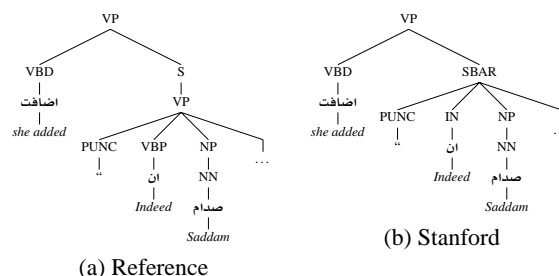 VP
VBD S
اضافت VP
she added
PUNC VBP NP …
“ ان NN
Indeed صدام
Saddam
(a) Reference
VP
VBD SBAR
اضافت
she added PUNC IN NP
“ ان NN
Indeed صدام
Saddam
(b) Stanford